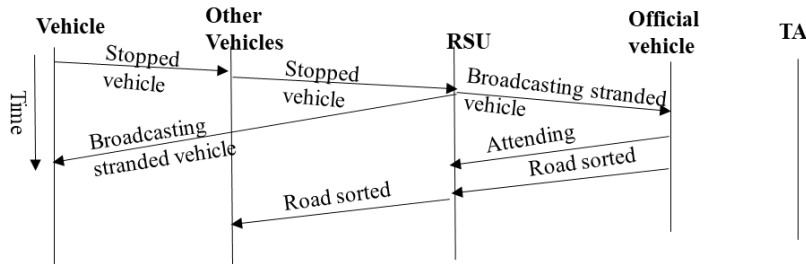 Vehicle
Other
Vehicles
RSU
Official
vehicle
TA
Time
Stopped
vehicle
Stopped
vehicle
Broadcasting stranded
vehicle
Broadcasting
stranded vehicle
Attending
Road sorted
Road sorted